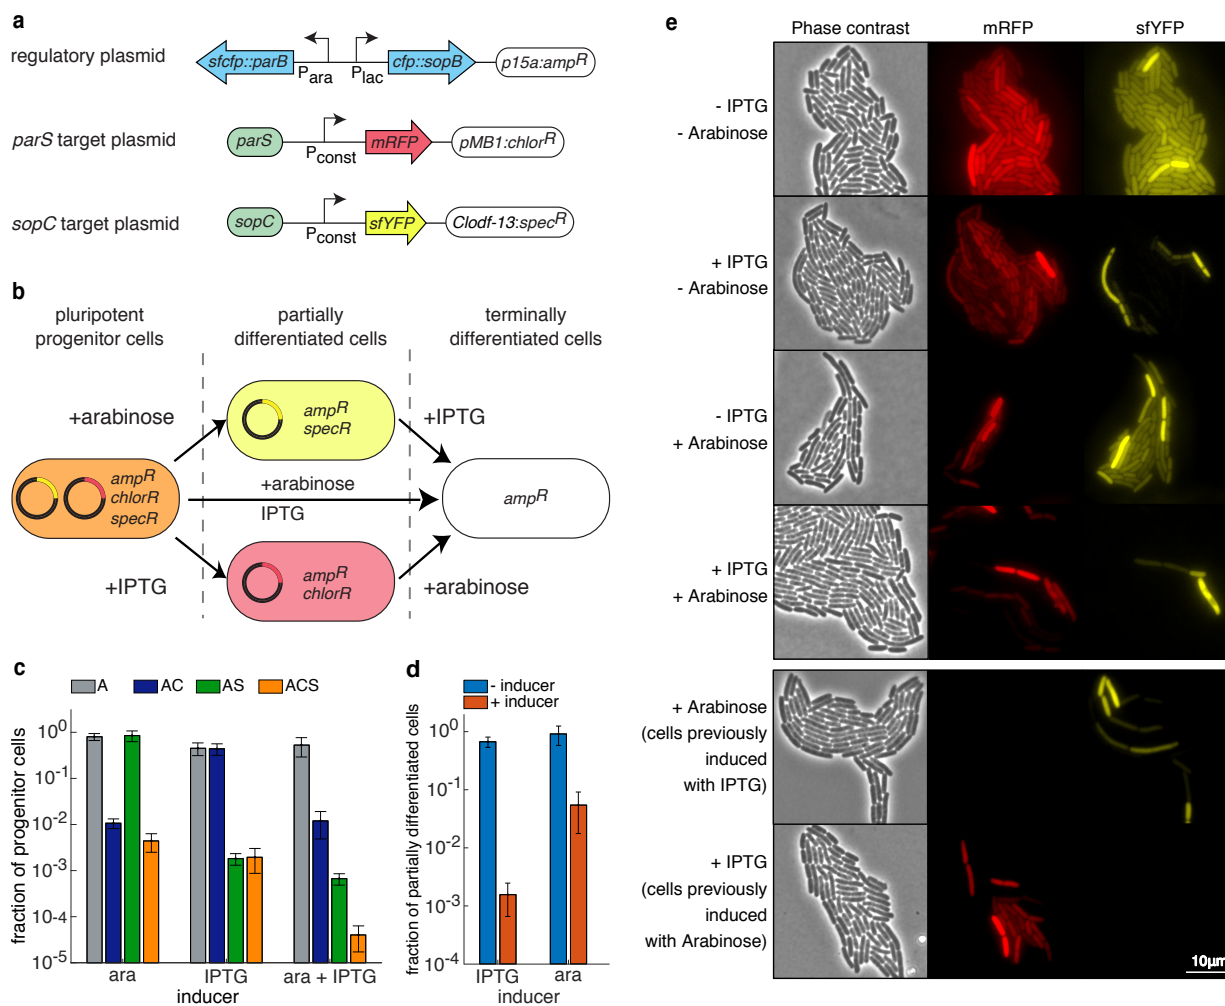 a
regulatory plasmid
sfcfp::parB
P_ara
P_lac
cfp::sopB
p15a:ampR
parS target plasmid
parS
P_const
mRFP
pMB1:chlorR
sopC target plasmid
sopC
P_const
sfYFP
Clodf-13:specR
b
pluripotent
progenitor cells
partially
differentiated cells
terminally
differentiated cells
+arabinose
ampR
specR
+IPTG
ampR
chlorR
specR
+arabinose
IPTG
ampR
+IPTG
ampR
chlorR
+arabinose
c
A
AC
AS
ACS
fraction of progenitor cells
10^0
10^-1
10^-2
10^-3
10^-4
10^-5
ara
IPTG
ara + IPTG
inducer
d
- inducer
+ inducer
fraction of partially differentiated cells
10^0
10^-1
10^-2
10^-3
10^-4
IPTG
ara
inducer
e
Phase contrast
mRFP
sfYFP
- IPTG
- Arabinose
+ IPTG
- Arabinose
- IPTG
+ Arabinose
+ IPTG
+ Arabinose
+ Arabinose
(cells previously
induced
with IPTG)
+ IPTG
(cells previously
induced
with Arabinose)
10μm